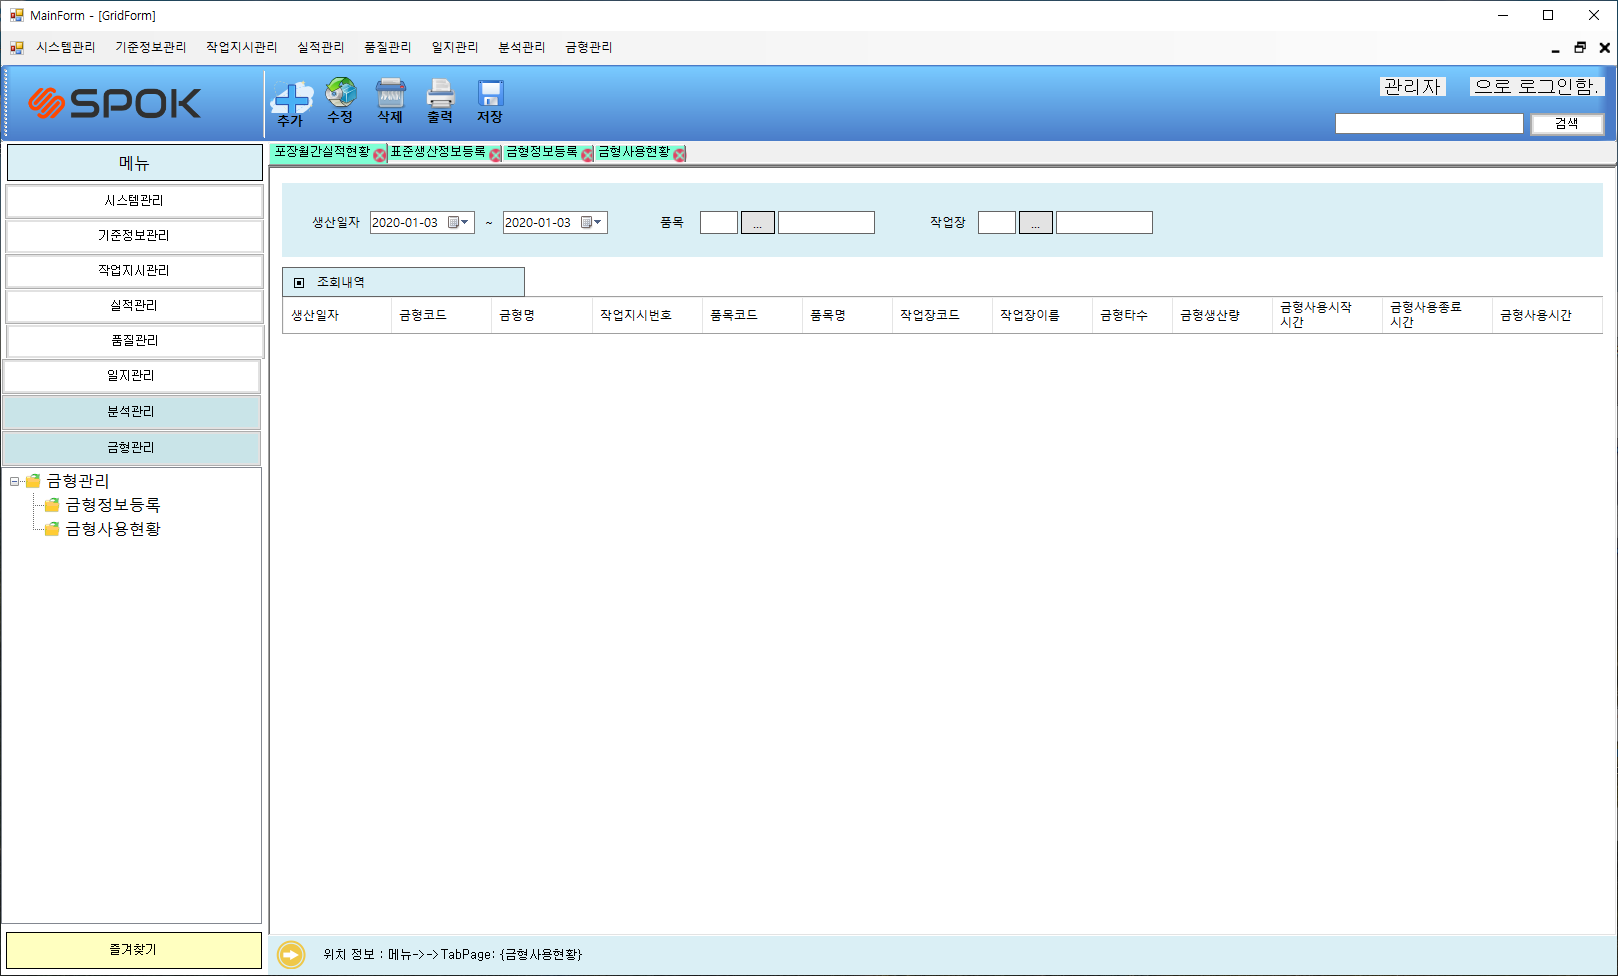 MainForm - [GridForm]
시스템관리 기준정보관리 작업지시관리 실적관리 품질관리 일지관리 분석관리 금형관리
SPOK
추가 수정 삭제 출력 저장
관리자 으로 로그인함.
검색
메뉴
시스템관리
기준정보관리
작업지시관리
실적관리
품질관리
일지관리
분석관리
금형관리
금형관리
금형정보등록
금형사용현황
즐겨찾기
포장월간실적현황 표준생산정보등록 금형정보등록 금형사용현황
생산일자 2020-01-03 ~ 2020-01-03 품목 ... 작업장 ...
조회내역
생산일자 금형코드 금형명 작업지시번호 품목코드 품목명 작업장코드 작업장이름 금형타수 금형생산량 금형사용시작시간 금형사용종료시간 금형사용시간
위치 정보 : 메뉴->->TabPage: {금형사용현황}